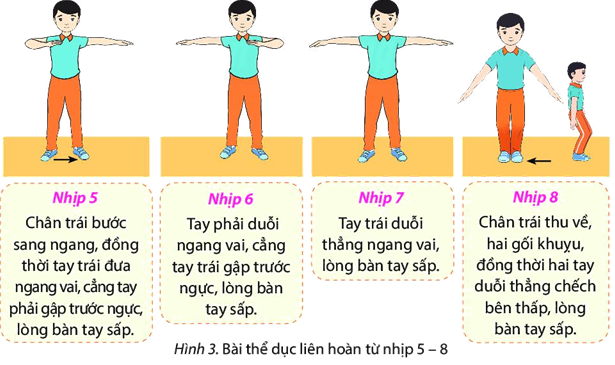 Nhịp 5
Chân trái bước
sang ngang, đồng
thời tay trái đưa
ngang vai, cẳng tay
phải gập trước ngực,
lòng bàn tay sấp.
Nhịp 6
Tay phải duỗi
ngang vai, cẳng
tay trái gập trước
ngực, lòng bàn
tay sấp.
Nhịp 7
Tay trái duỗi
thẳng ngang vai,
lòng bàn tay sấp.
Nhịp 8
Chân trái thu về,
hai gối khuỵu,
đồng thời hai tay
duỗi thẳng chếch
bên thấp, lòng
bàn tay sấp.
Hình 3. Bài thể dục liên hoàn từ nhịp 5 – 8